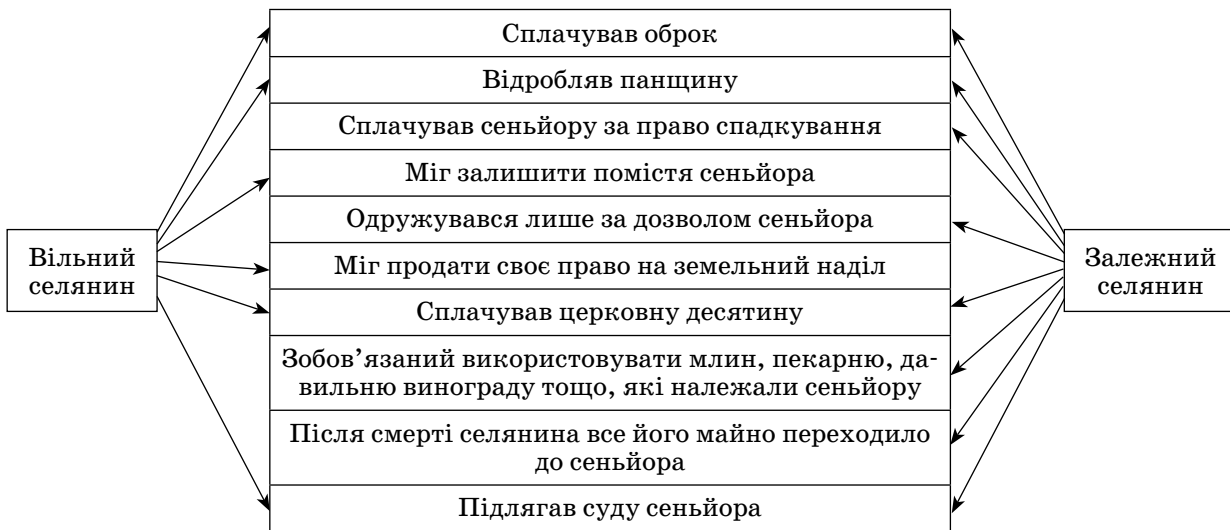 Сплачував оброк
Відробляв панщину
Сплачував сеньйору за право спадкування
Міг залишити помістя сеньйора
Одружувався лише за дозволом сеньйора
Вільний
селянин
Міг продати своє право на земельний наділ
Залежний
селянин
Сплачував церковну десятину
Зобов’язаний використовувати млин, пекарню, да-
вильню винограду тощо, які належали сеньйору
Після смерті селянина все його майно переходило
до сеньйора
Підлягав суду сеньйора